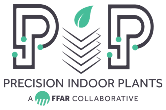 PRECISION INDOOR PLANTS
A FFAR COLLABORATIVE